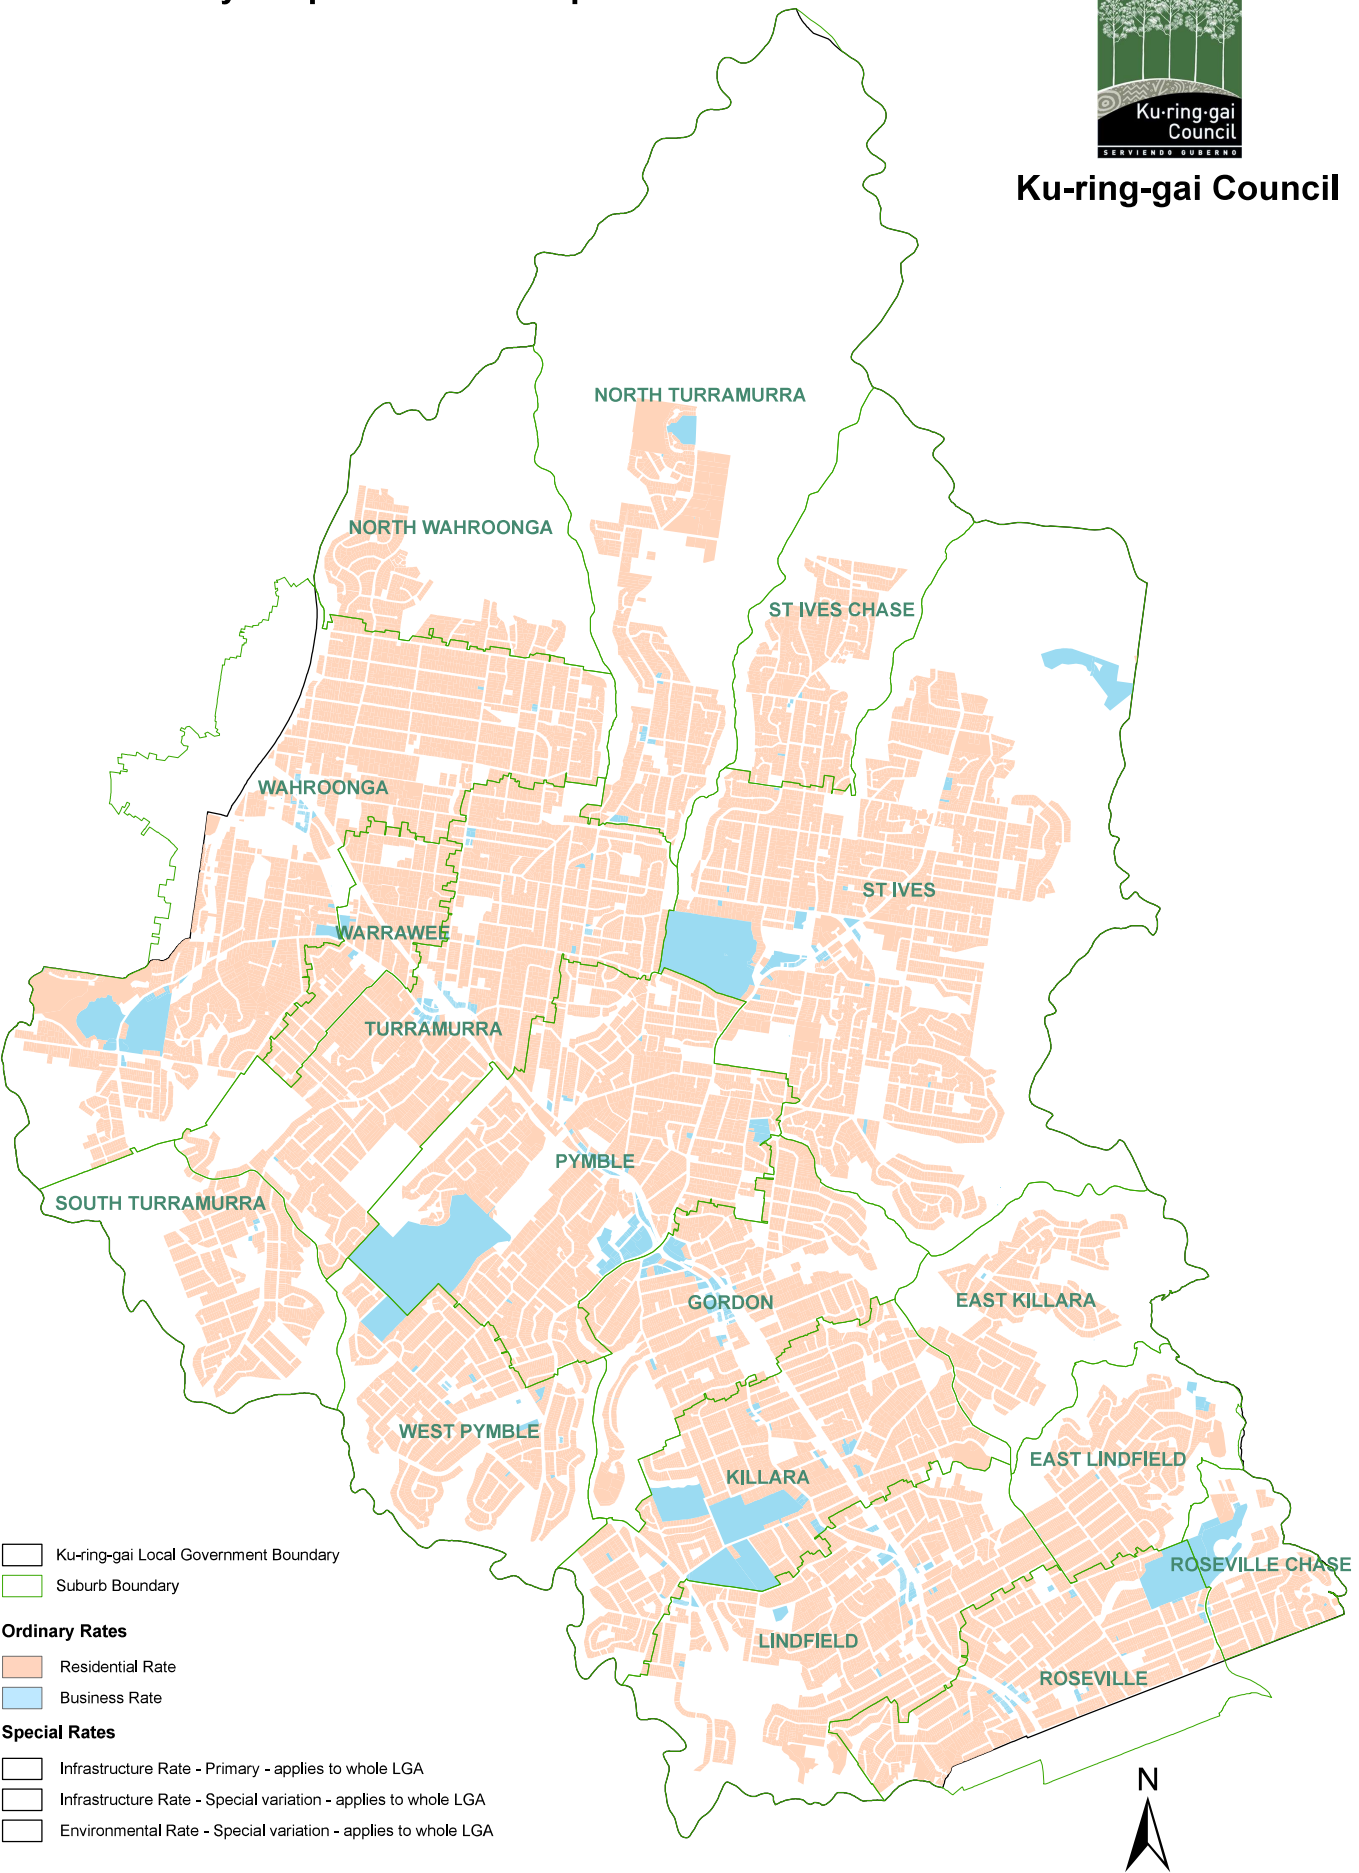 Ku·ring·gai
Council
SERVIENDO GUBERNO
Ku-ring-gai Council
NORTH TURRAMURRA
NORTH WAHROONGA
ST IVES CHASE
WAHROONGA
ST IVES
WARRAWEE
TURRAMURRA
PYMBLE
SOUTH TURRAMURRA
GORDON
EAST KILLARA
WEST PYMBLE
EAST LINDFIELD
KILLARA
ROSEVILLE CHASE
LINDFIELD
ROSEVILLE
Ku-ring-gai Local Government Boundary
Suburb Boundary
Ordinary Rates
Residential Rate
Business Rate
Special Rates
Infrastructure Rate - Primary - applies to whole LGA
Infrastructure Rate - Special variation - applies to whole LGA
Environmental Rate - Special variation - applies to whole LGA
N